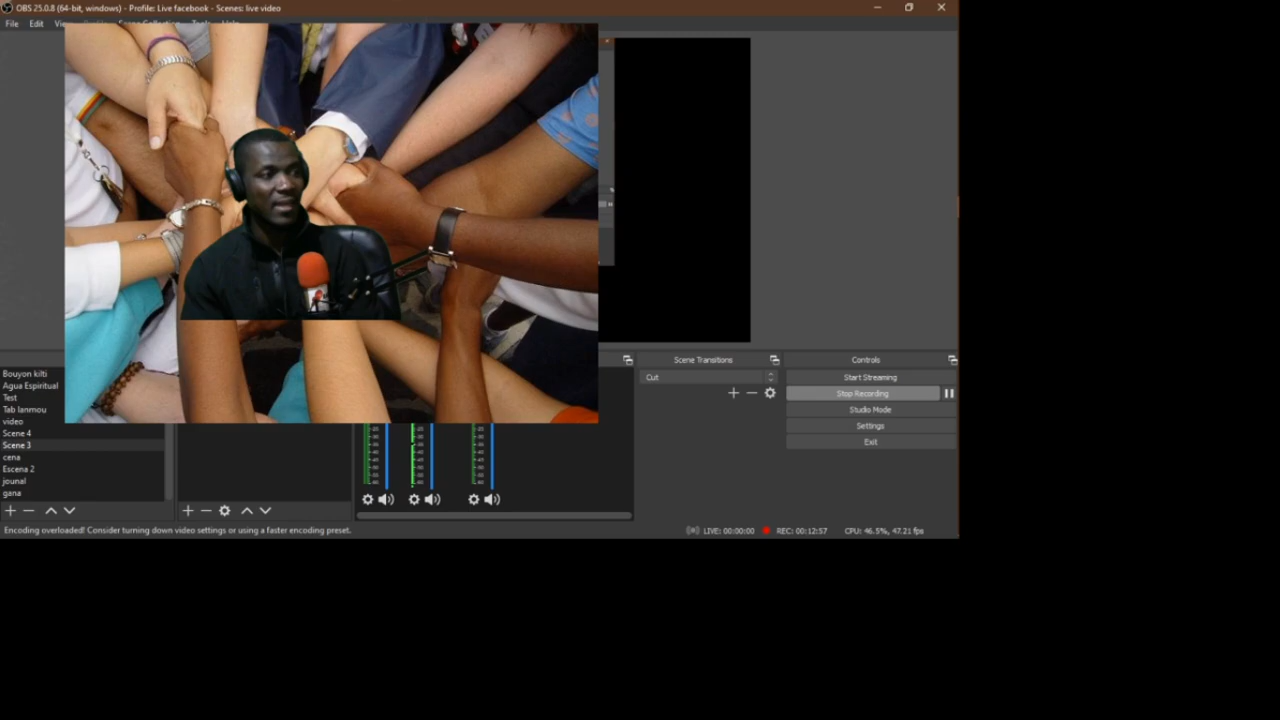 OBS 25.0.8 (64-bit, windows) - Profile: Live facebook - Scenes: live video
File Edit
Scene Transitions Controls
Cut
Start Streaming
Stop Recording
Studio Mode
Settings
Exit
Bouyon kilti
Agua Espiritual
Test
Tab lanmou
video
Scene 4
Scene 3
cena
Escena 2
jounal
gana
Encoding overloaded! Consider turning down video settings or using a faster encoding preset.
LIVE: 00:00:00 REC: 00:12:57 CPU: 46.5%, 47.21 fps